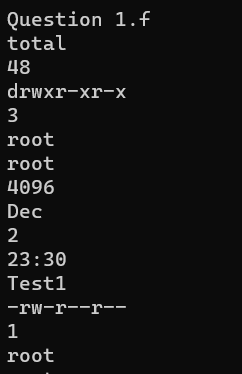 Question 1.f
total
48
drwxr-xr-x
3
root
root
4096
Dec
2
23:30
Test1
-rw-r--r--
1
root